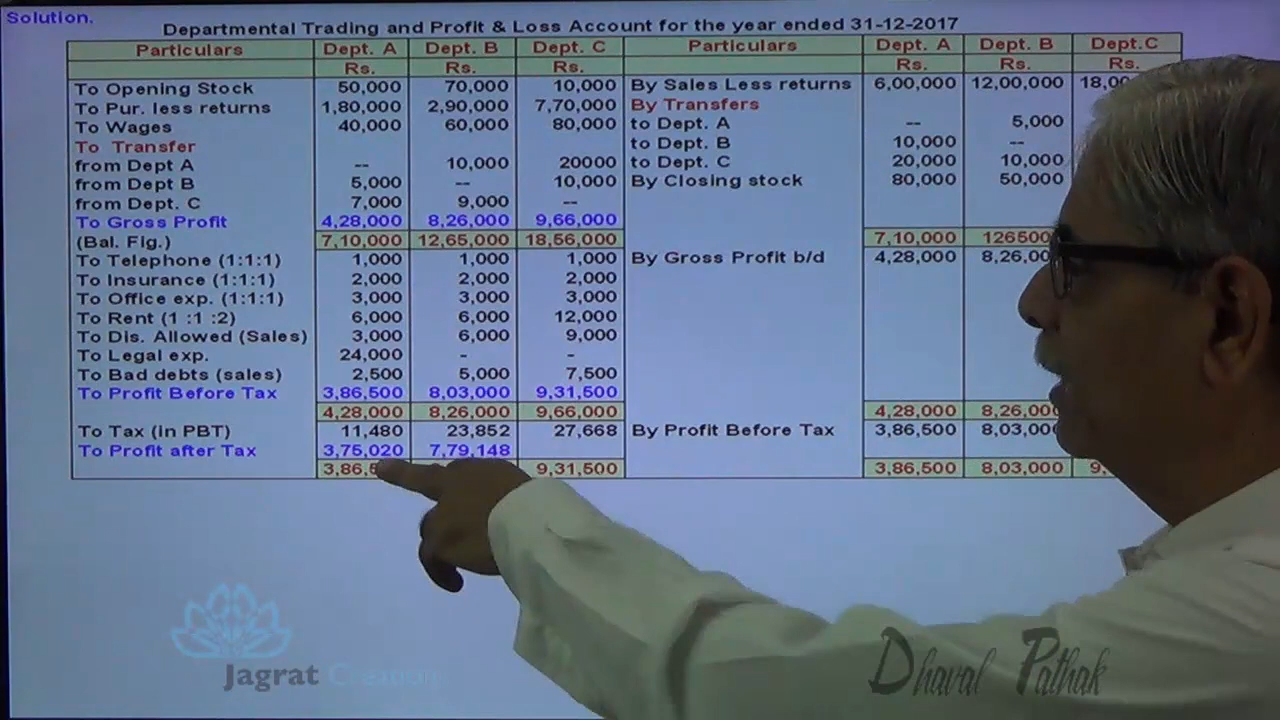 Solution.
Departmental Trading and Profit & Loss Account for the year ended 31-12-2017
Particulars Dept. A Dept. B Dept. C Particulars Dept. A Dept. B Dept.C
Rs. Rs. Rs. Rs. Rs. Rs.
To Opening Stock 50,000 70,000 10,000 By Sales Less returns 6,00,000 12,00,000
To Pur. less returns 1,80,000 2,90,000 7,70,000 By Transfers
To Wages 40,000 60,000 80,000 to Dept. A -- 5,000
To Transfer to Dept. B 10,000 --
from Dept A -- 10,000 20000 to Dept. C 20,000 10,000
from Dept B 5,000 -- 10,000 By Closing stock 80,000 50,000
from Dept. C 7,000 9,000 --
To Gross Profit 4,28,000 8,26,000 9,66,000
(Bal. Fig.) 7,10,000 12,65,000 18,56,000 7,10,000
To Telephone (1:1:1) 1,000 1,000 1,000 By Gross Profit b/d 4,28,000
To Insurance (1:1:1) 2,000 2,000 2,000
To Office exp. (1:1:1) 3,000 3,000 3,000
To Rent (1 :1 :2) 6,000 6,000 12,000
To Dis. Allowed (Sales) 3,000 6,000 9,000
To Legal exp. 24,000 - -
To Bad debts (sales) 2,500 5,000 7,500
To Profit Before Tax 3,86,500 8,03,000 9,31,500
4,28,000 8,26,000 9,66,000 4,28,000
To Tax (in PBT) 11,480 23,852 27,668 By Profit Before Tax 3,86,500
To Profit after Tax 3,75,020 7,79,148
9,31,500 3,86,500 8,03,000
Jagrat Creation
Dhaval Pathak